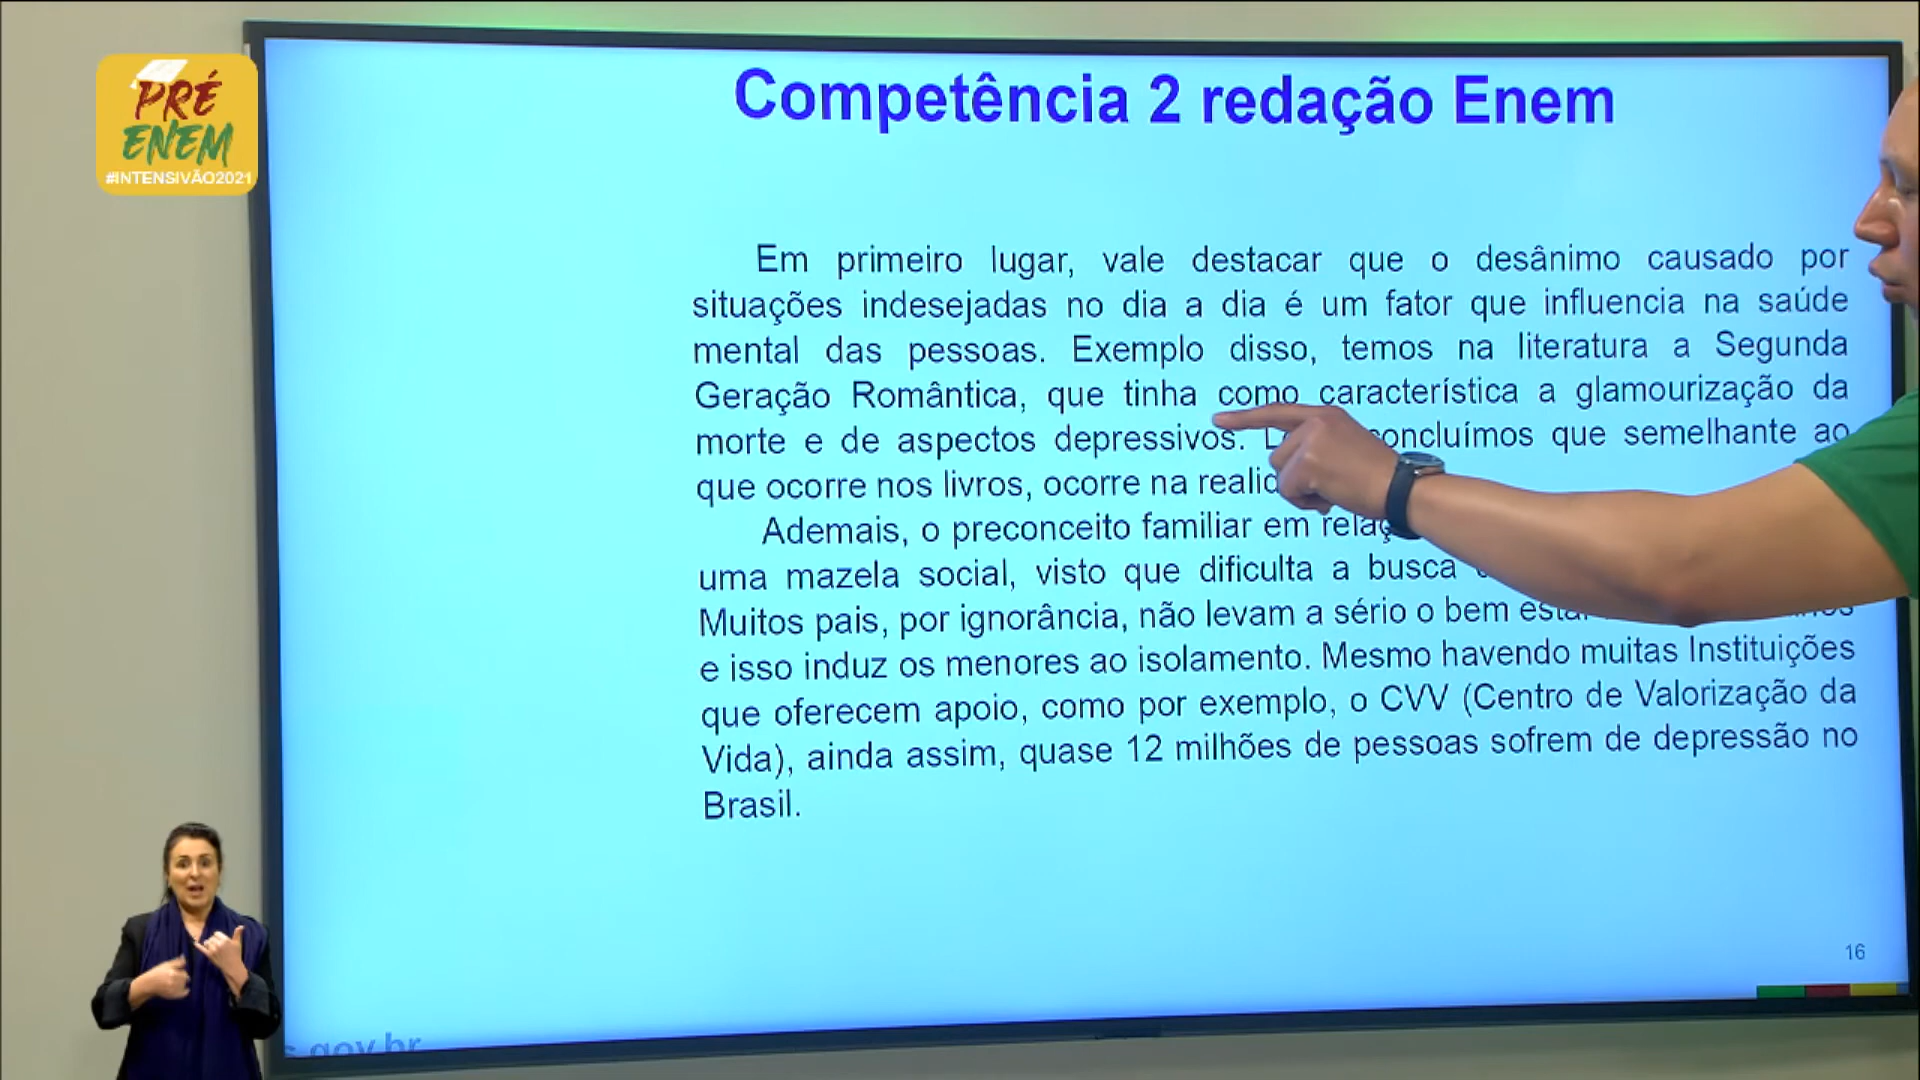 PRÉ
ENEM
#INTENSIVÃO2021
Competência 2 redação Enem
Em primeiro lugar, vale destacar que o desânimo causado por
situações indesejadas no dia a dia é um fator que influencia na saúde
mental das pessoas. Exemplo disso, temos na literatura a Segunda
Geração Romântica, que tinha como característica a glamourização da
morte e de aspectos depressivos. concluímos que semelhante ao
que ocorre nos livros, ocorre na
Ademais, o preconceito familiar em
uma mazela social, visto que dificulta a busca
Muitos pais, por ignorância, não levam a sério o bem
e isso induz os menores ao isolamento. Mesmo havendo muitas Instituições
que oferecem apoio, como por exemplo, o CVV (Centro de Valorização da
Vida), ainda assim, quase 12 milhões de pessoas sofrem de depressão no
Brasil.
16
.gov.br